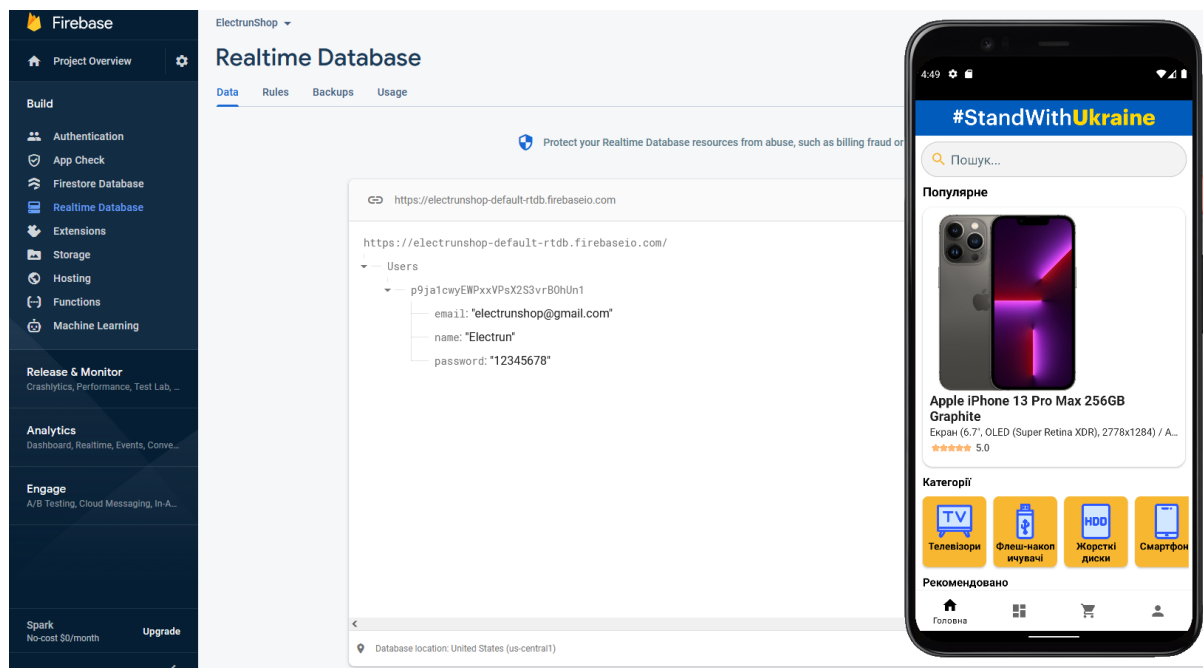 Firebase
Project Overview
Build
Authentication
App Check
Firestore Database
Realtime Database
Extensions
Storage
Hosting
Functions
Machine Learning
Release & Monitor
Crashlytics, Performance, Test Lab, ...
Analytics
Dashboard, Realtime, Events, Conve...
Engage
A/B Testing, Cloud Messaging, In-A...
Spark
No-cost $0/month
Upgrade
ElectrunShop
Realtime Database
Data Rules Backups Usage
Protect your Realtime Database resources from abuse, such as billing fraud or
https://electrunshop-default-rtdb.firebaseio.com
https://electrunshop-default-rtdb.firebaseio.com/
Users
p9ja1cwyEWPxxVPsX2S3vrBOhUn1
email: "electrunshop@gmail.com"
name: "Electrun"
password: "12345678"
Database location: United States (us-central1)
4:49
#StandWithUkraine
Пошук...
Популярне
Apple iPhone 13 Pro Max 256GB
Graphite
Екран (6.7", OLED (Super Retina XDR), 2778x1284) / A...
5.0
Категорії
TV
HDD
Телевізори
Флеш-накоп
ичувачі
Жорсткі
диски
Смартфон
Рекомендовано
Головна